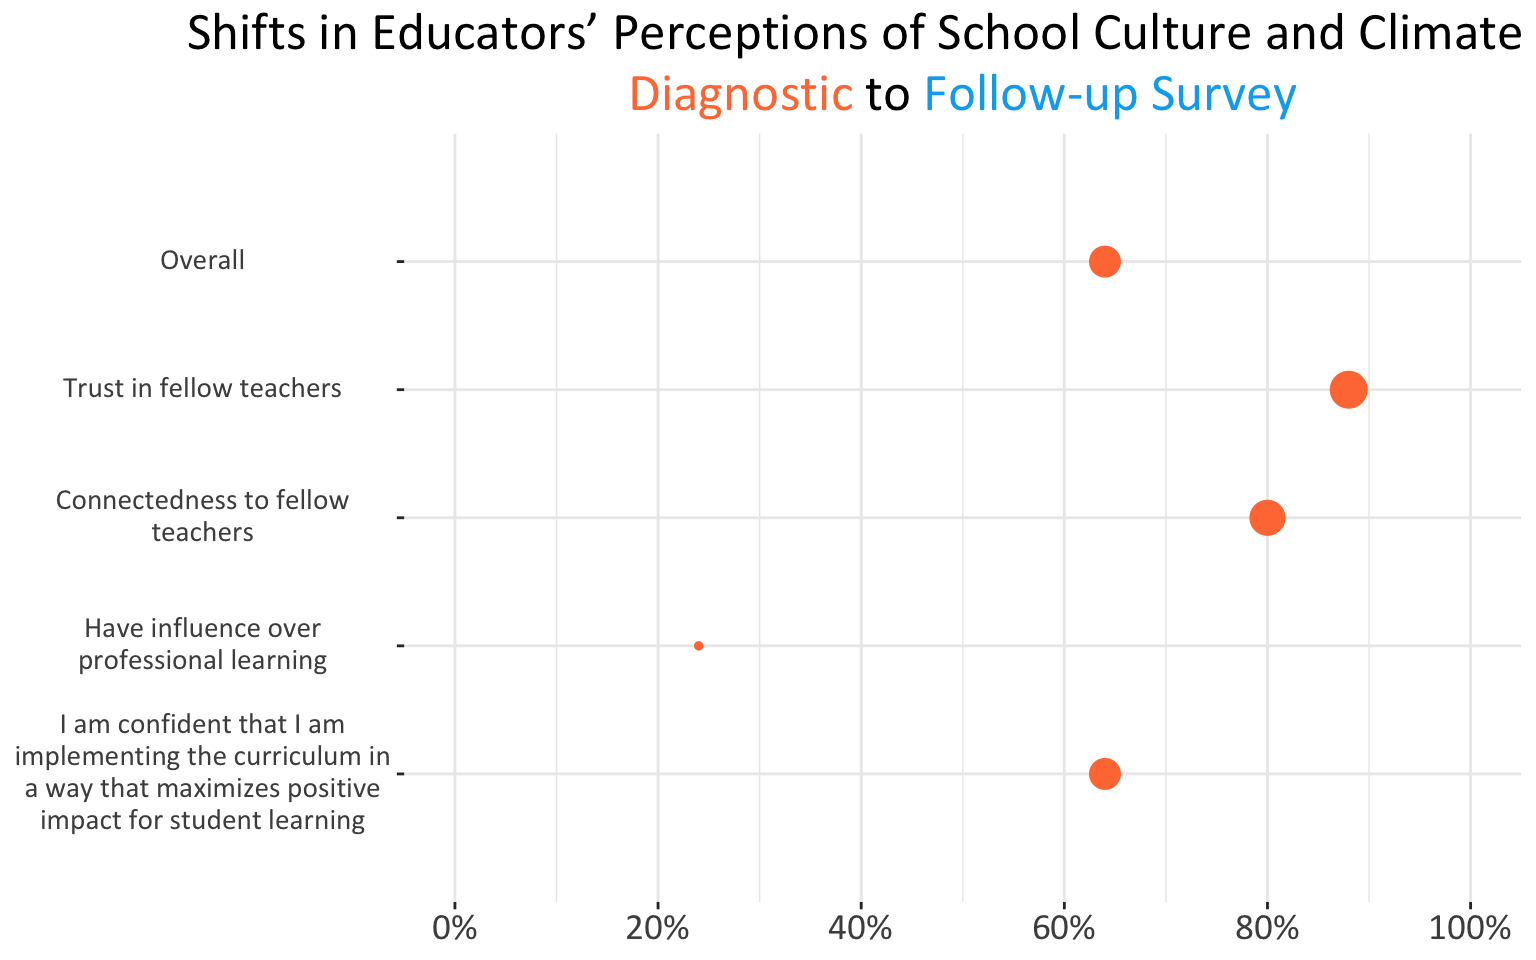 Shifts in Educators’ Perceptions of School Culture and Climate
Diagnostic to Follow-up Survey
Overall
Trust in fellow teachers
Connectedness to fellow
teachers
Have influence over
professional learning
I am confident that I am
implementing the curriculum in
a way that maximizes positive
impact for student learning
0% 20% 40% 60% 80% 100%